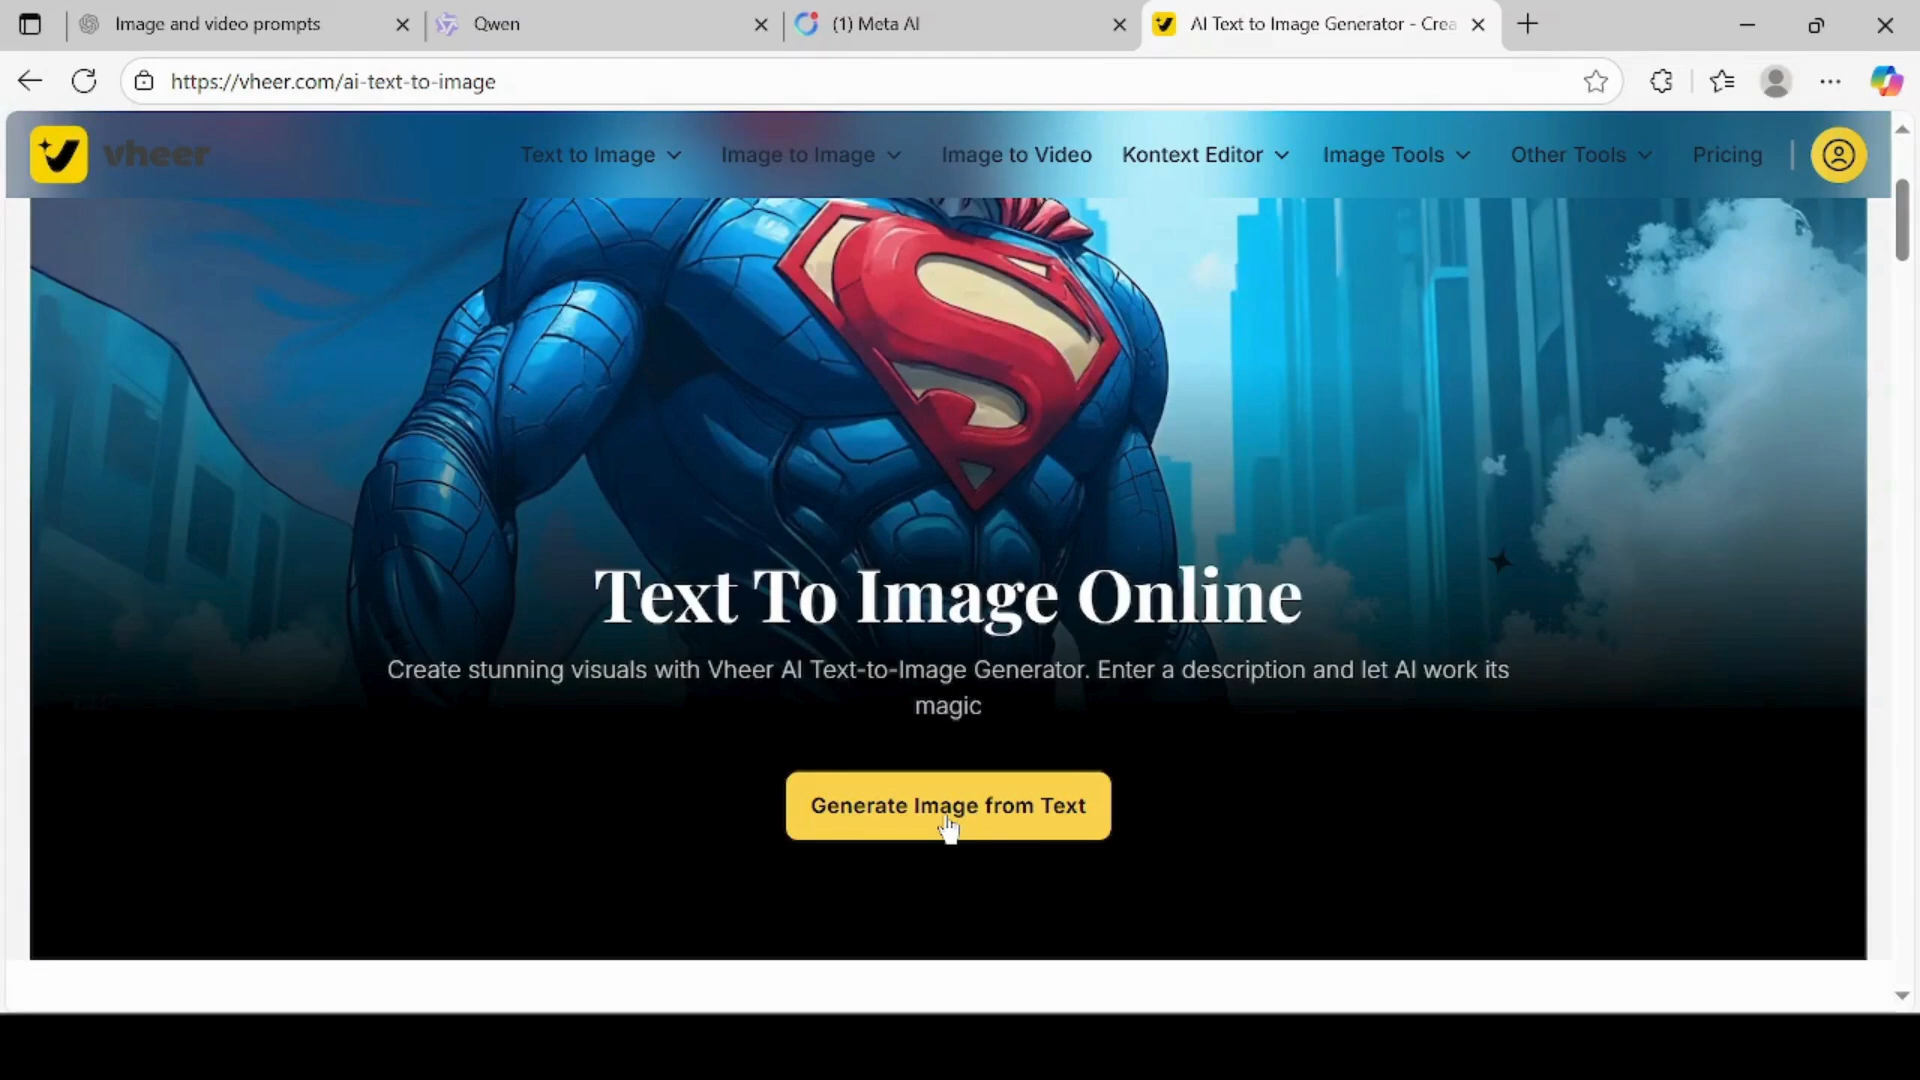 Image and video prompts
Qwen
(1) Meta AI
AI Text to Image Generator - Crea
https://vheer.com/ai-text-to-image
vheer
Text to Image
Image to Image
Image to Video
Kontext Editor
Image Tools
Other Tools
Pricing
S
Text To Image Online
Create stunning visuals with Vheer AI Text-to-Image Generator. Enter a description and let AI work its
magic
Generate Image from Text